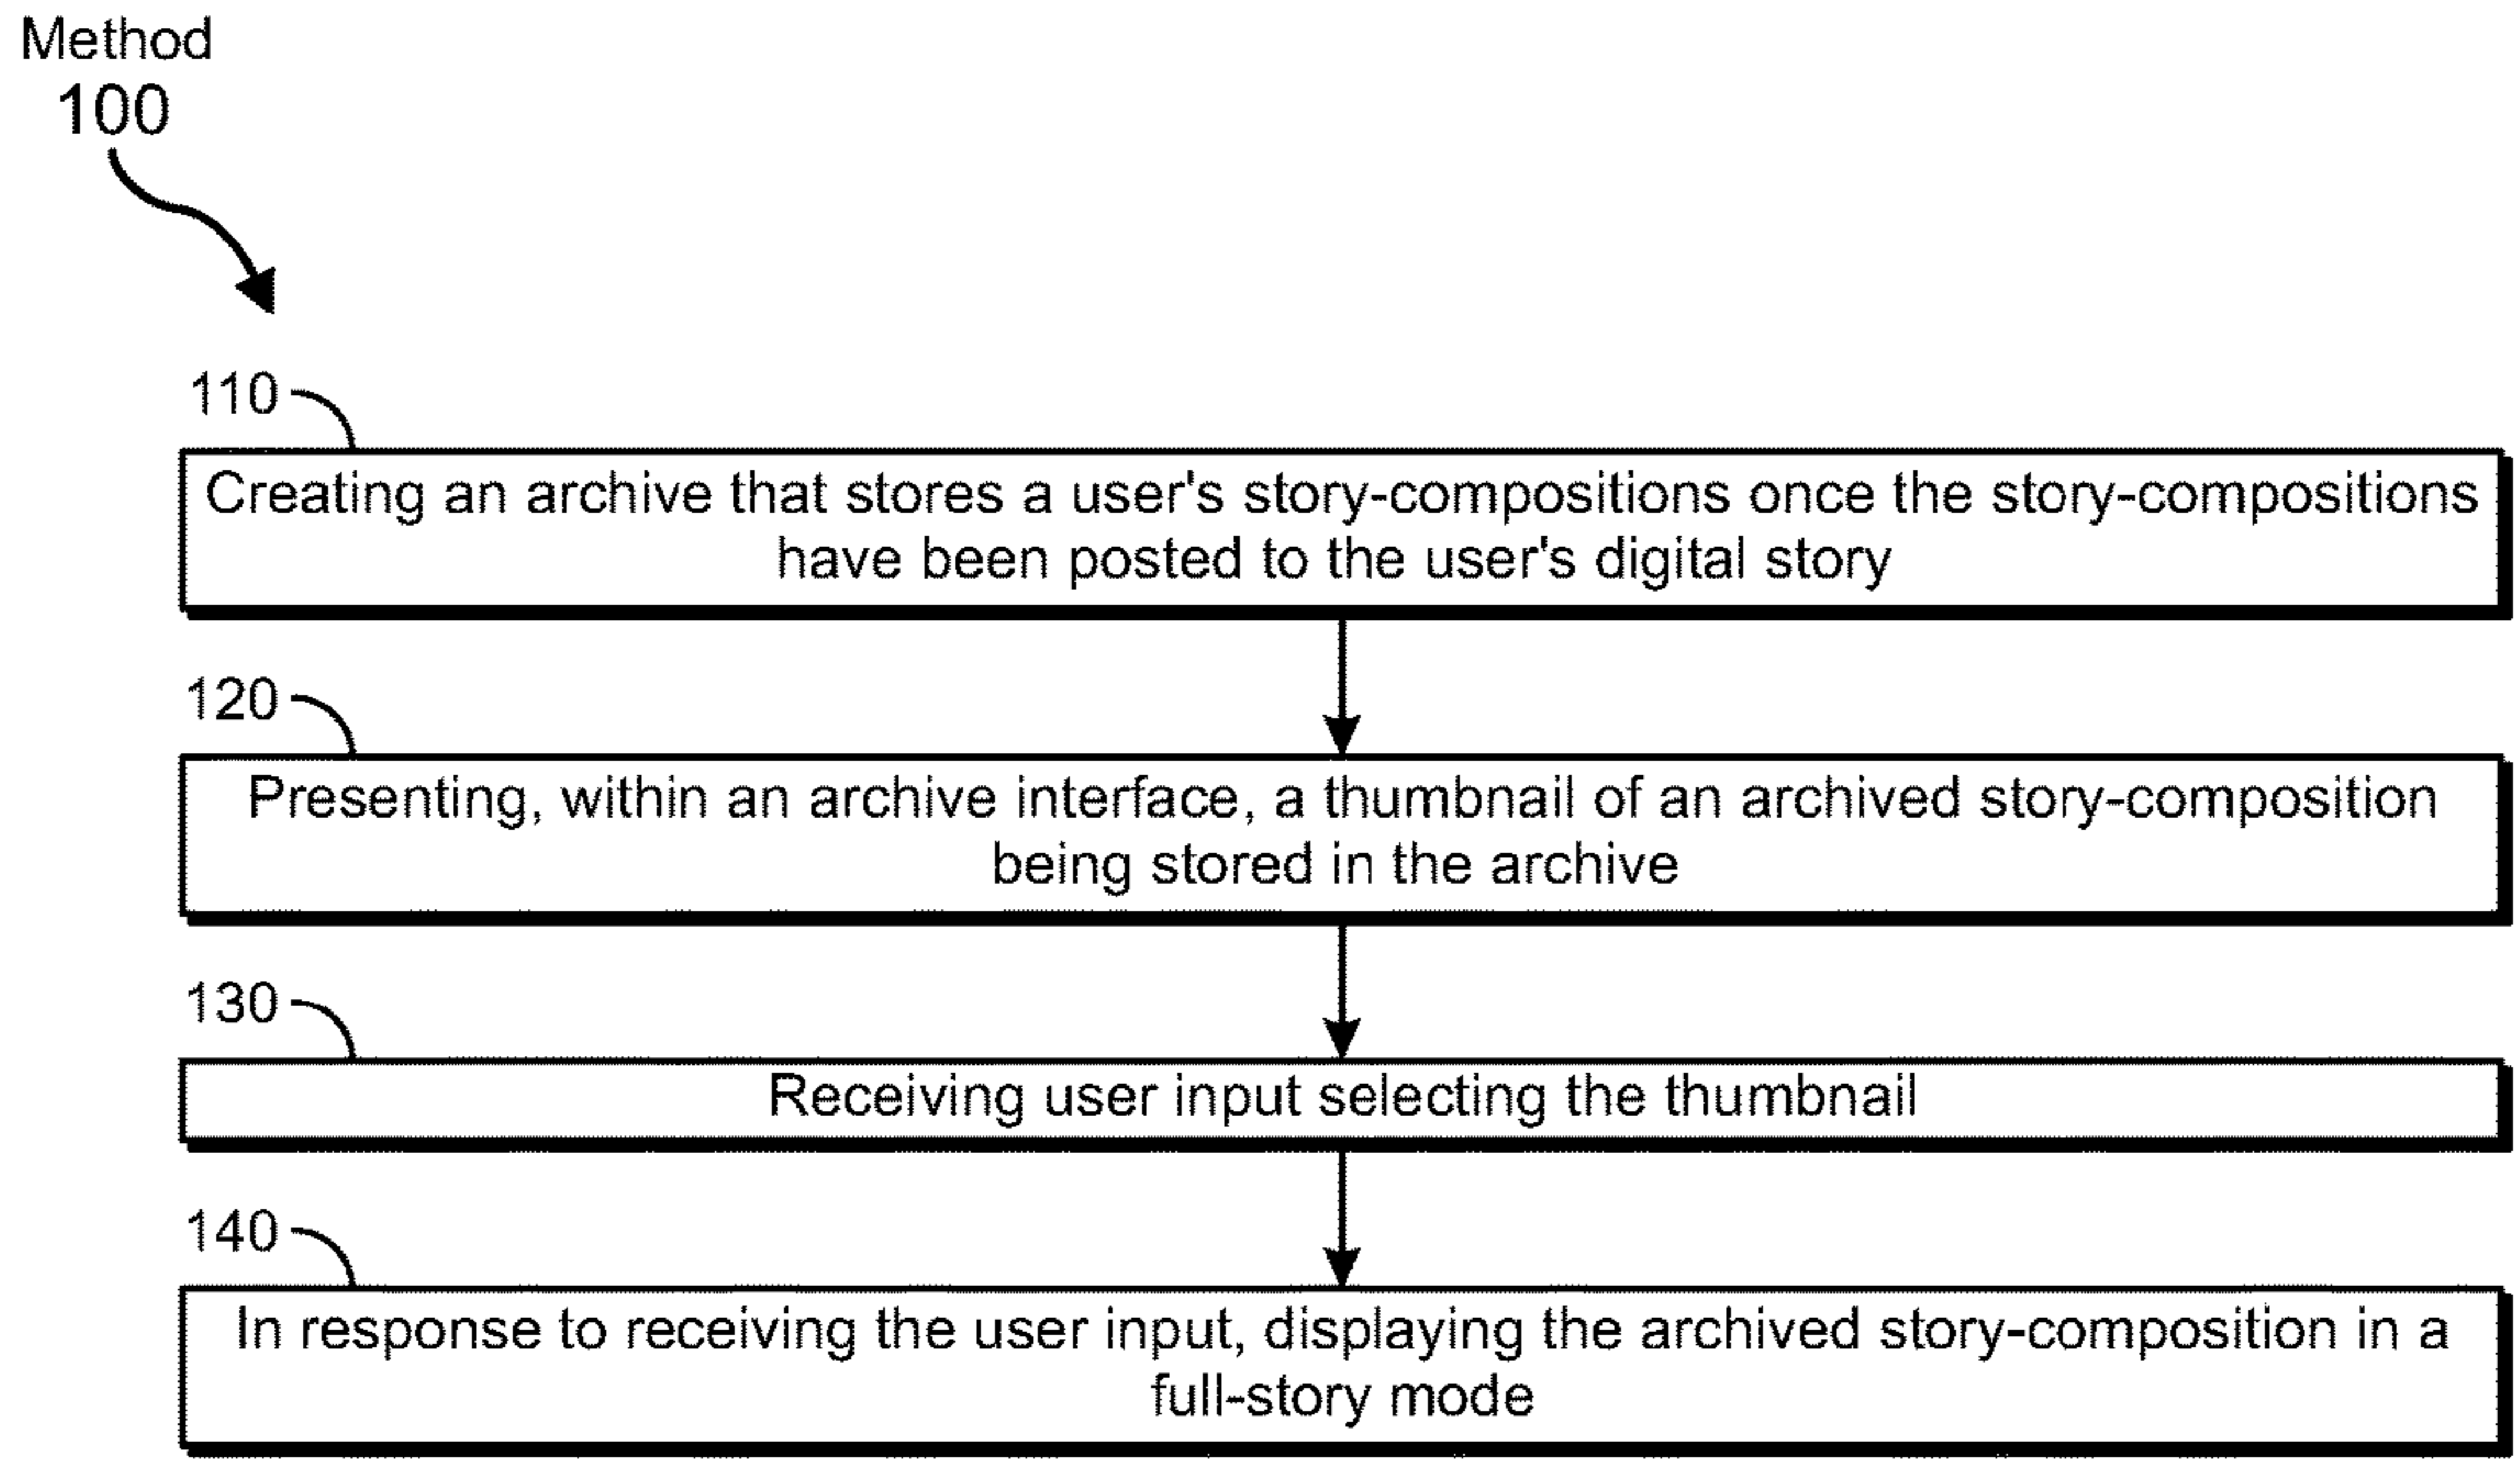 Method
100
110
Creating an archive that stores a user's story-compositions once the story-compositions
have been posted to the user's digital story
120
Presenting, within an archive interface, a thumbnail of an archived story-composition
being stored in the archive
130
Receiving user input selecting the thumbnail
140
In response to receiving the user input, displaying the archived story-composition in a
full-story mode